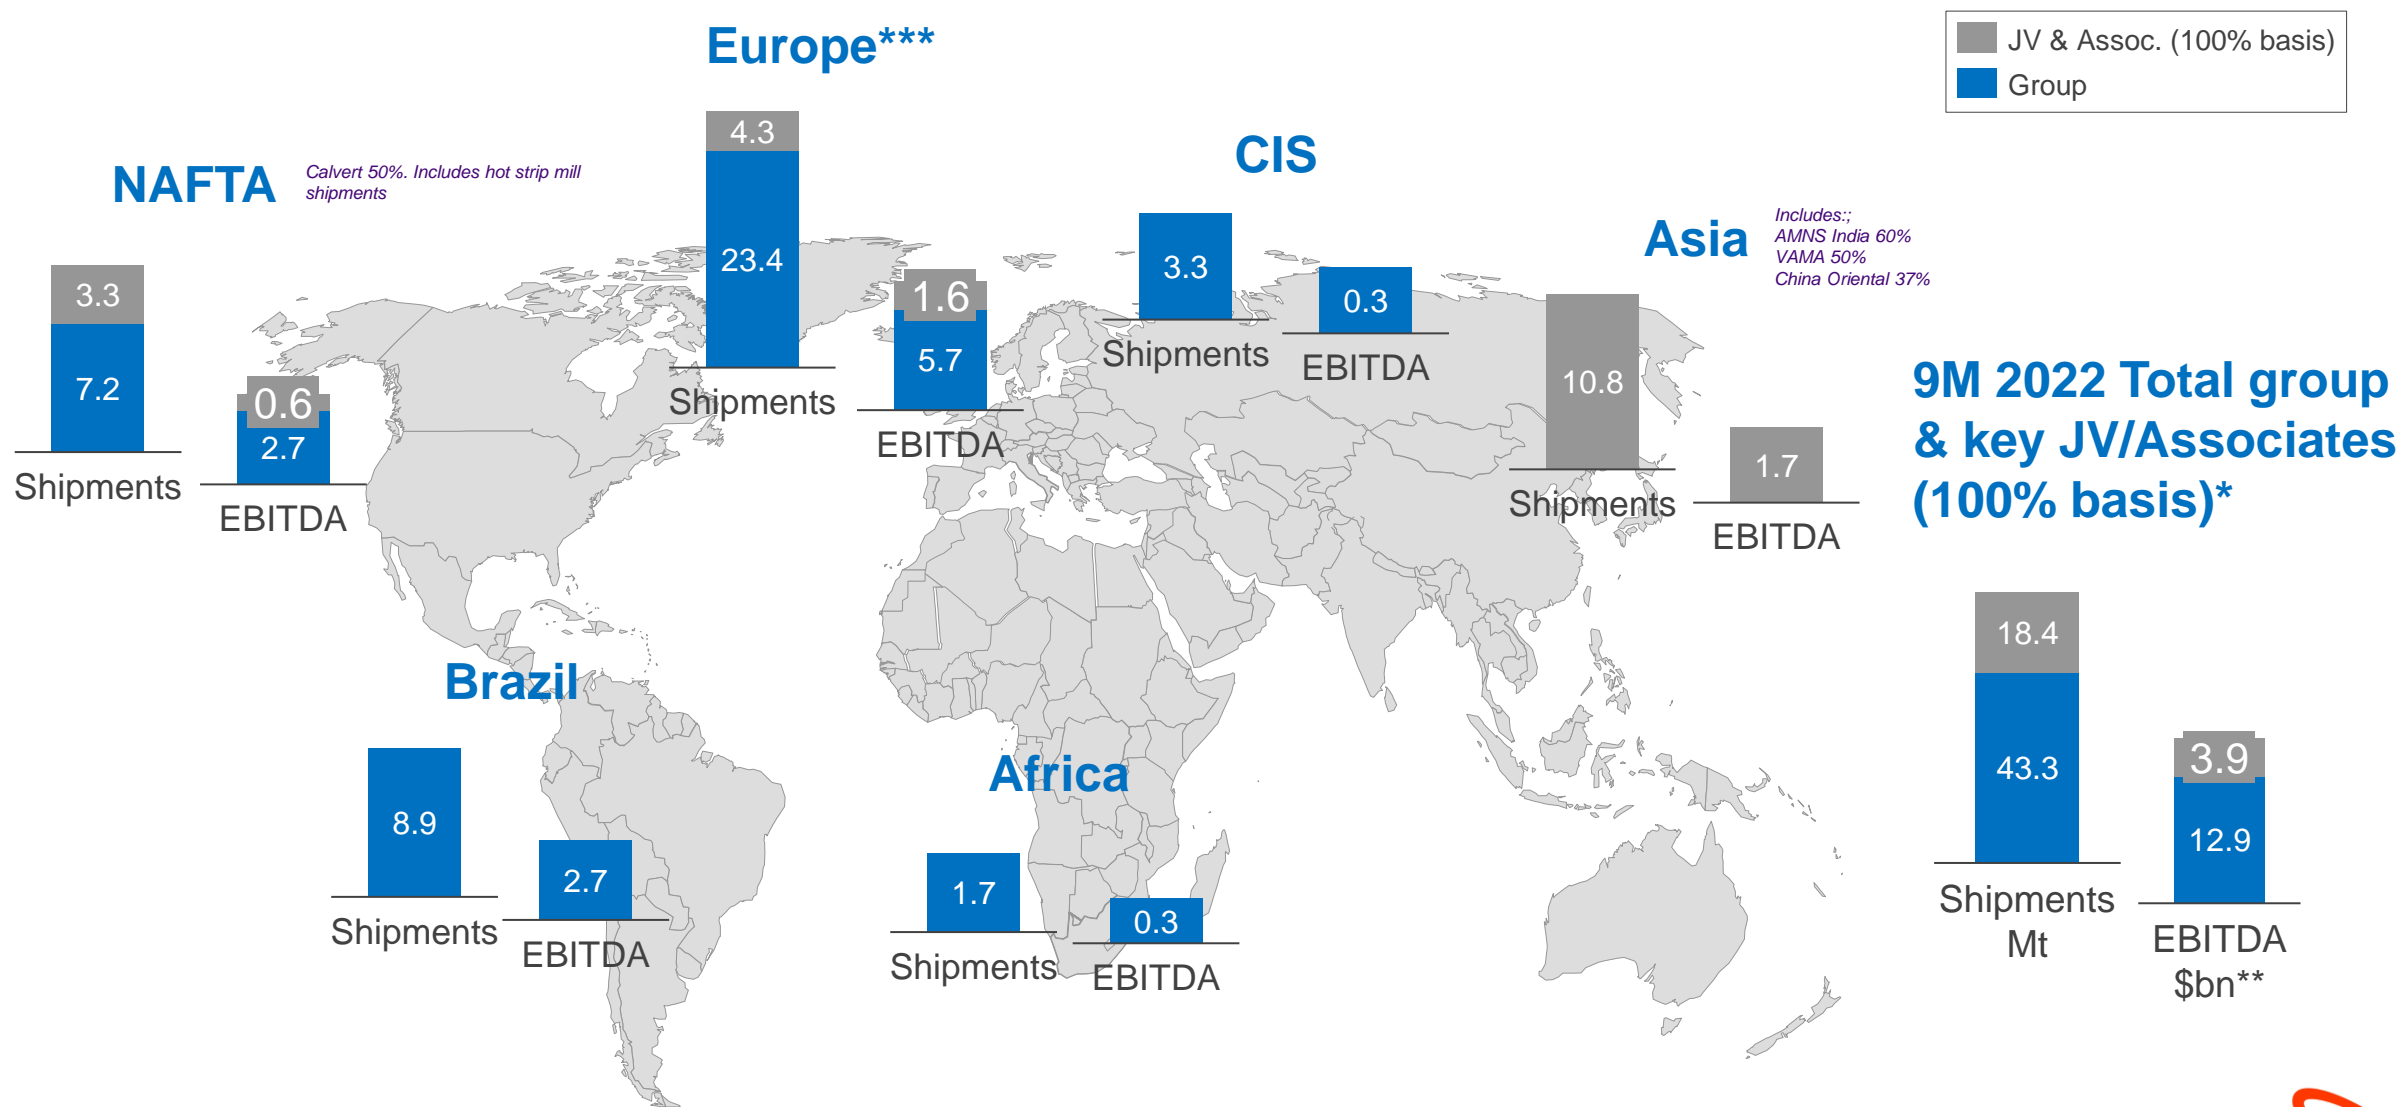 Europe***
JV & Assoc. (100% basis)
Group
NAFTA
Calvert 50%. Includes hot strip mill
shipments
3.3
7.2
Shipments
0.6
2.7
EBITDA
4.3
23.4
Shipments
1.6
5.7
EBITDA
CIS
3.3
Shipments
0.3
EBITDA
Asia
Includes:;
AMNS India 60%
VAMA 50%
China Oriental 37%
10.8
Shipments
1.7
EBITDA
9M 2022 Total group
& key JV/Associates
(100% basis)*
18.4
43.3
Shipments
Mt
3.9
12.9
EBITDA
$bn**
Brazil
8.9
Shipments
2.7
EBITDA
Africa
1.7
Shipments
0.3
EBITDA